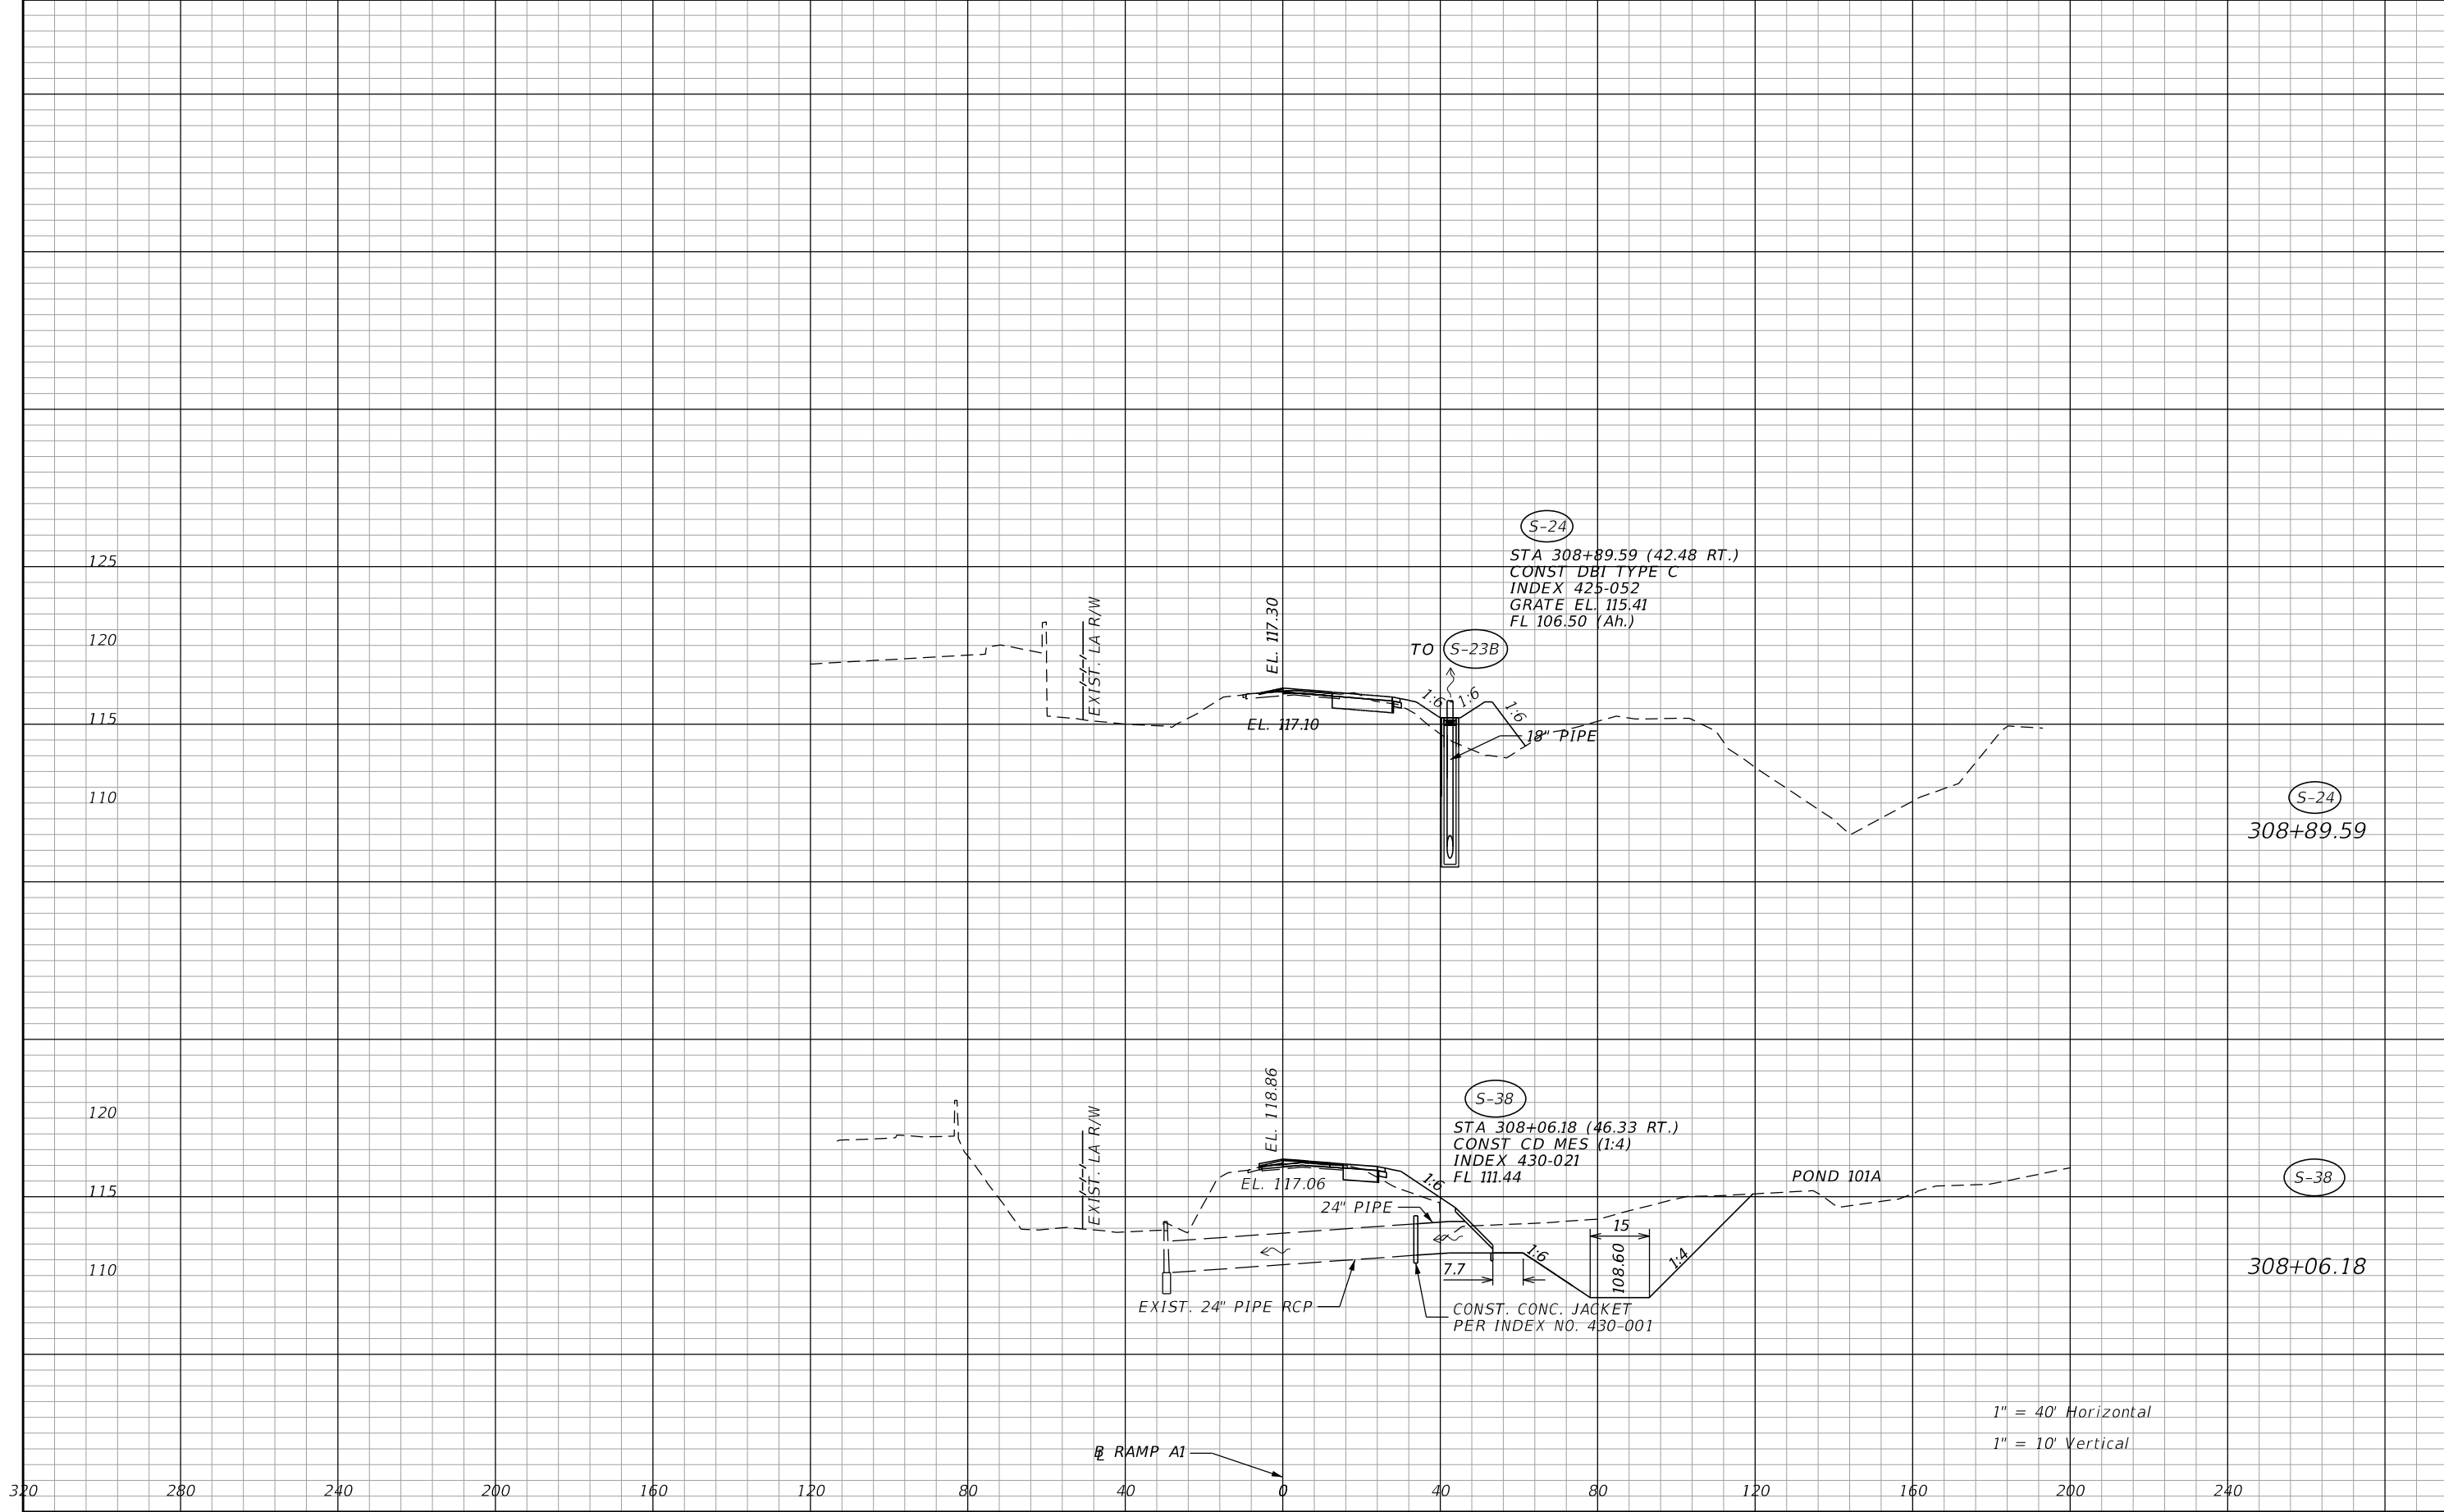 S-24
STA 308+89.59 (42.48 RT.)
CONST DBI TYPE C
INDEX 425-052
GRATE EL. 115.41
FL 106.50 (Ah.)
125
120
115
110
EXIST. LA R/W
EL. 117.30
EL. 117.10
TO S-23B
1:6
1:6
1:6
18" PIPE
S-24
308+89.59
S-38
STA 308+06.18 (46.33 RT.)
CONST CD MES (1:4)
INDEX 430-021
FL 111.44
120
115
110
EXIST. LA R/W
EL. 118.86
EL. 117.06
1:6
24" PIPE
POND 101A
15
108.60
1:6
1:4
7.7
EXIST. 24" PIPE RCP
CONST. CONC. JACKET
PER INDEX NO. 430-001
S-38
308+06.18
1" = 40' Horizontal
1" = 10' Vertical
BL RAMP A1
320 280 240 200 160 120 80 40 0 40 80 120 160 200 240